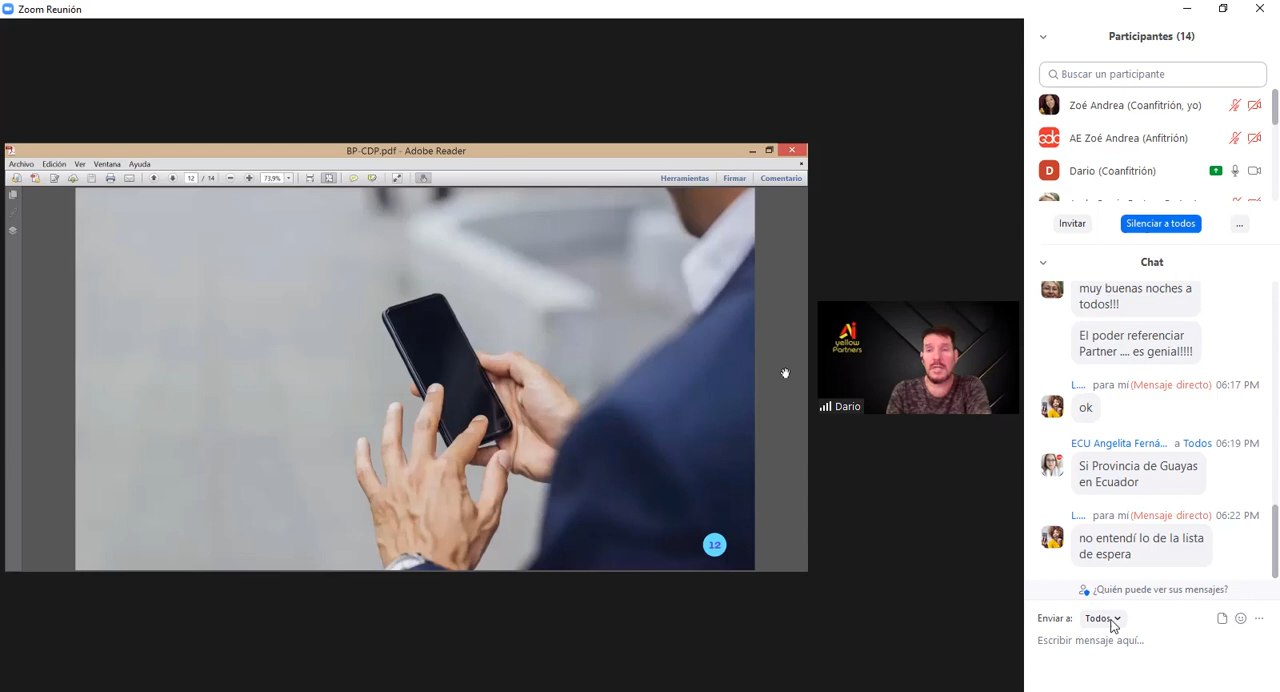 Zoom Reunión
BP-CDP.pdf - Adobe Reader
Archivo Edición Ver Ventana Ayuda
12 / 14 73,9% Herramientas Firmar Comentario
12
yellow
Partners
Dario
Participantes (14)
Buscar un participante
Zoé Andrea (Coanfitrión, yo)
AE Zoé Andrea (Anfitrión)
D Dario (Coanfitrión)
Invitar Silenciar a todos ...
Chat
muy buenas noches a
todos!!!
El poder referenciar
Partner .... es genial!!!!
L.... para mí (Mensaje directo) 06:17 PM
ok
ECU Angelita Ferná... a Todos 06:19 PM
Si Provincia de Guayas
en Ecuador
L.... para mí (Mensaje directo) 06:22 PM
no entendí lo de la lista
de espera
¿Quién puede ver sus mensajes?
Enviar a: Todos
Escribir mensaje aquí...